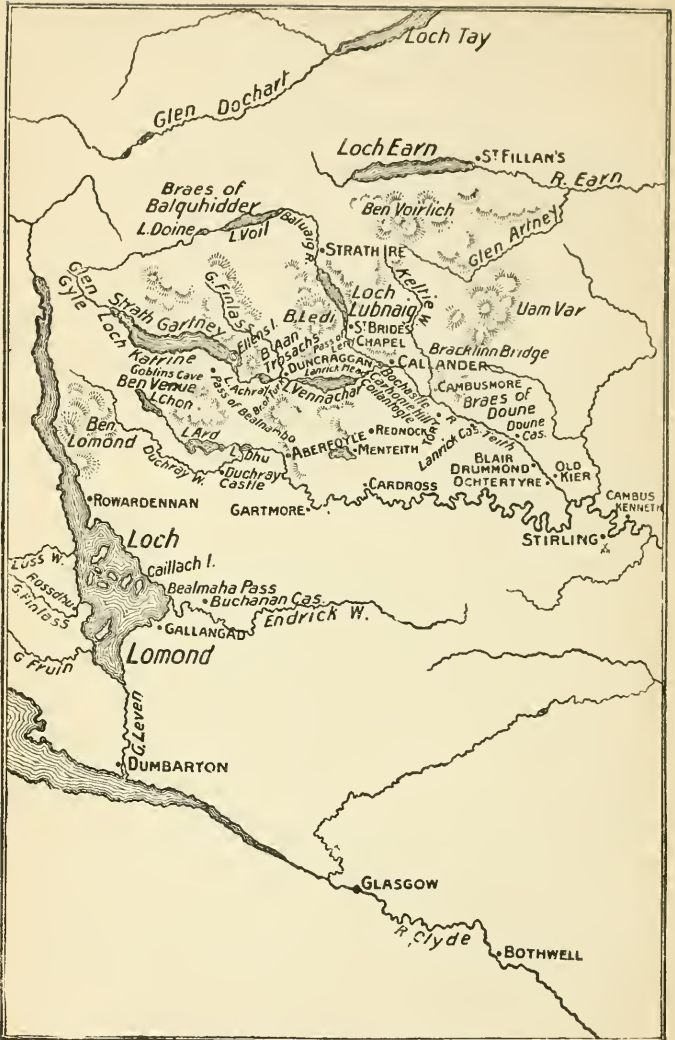 Loch Tay
Glen Dochart
Loch Earn
ST FILLAN'S
R. Earn
Braes of
Balquhidder
Ben Voirlich
L. Doine
L. Voil
Balvaig R.
Glen Artney
STRATH IRE
Kellie W.
Glen
Gyle
G. Finlas
Strath Gartney
Loch
Katrine
Loch
Lubnaig
Uam Var
B. Ledi
Ellens I.
B. Aan
Trosachs
ST BRIDE'S
CHAPEL
Pass of
Leny
Bracklinn Bridge
DUNCRAGGAN
CALLANDER
Goblins Cave
Ben Venue
L. Achray
Lanrick Mead
L. Vennachar
Bochastle
Coilantogle
CAMBUSMORE
Braes of
Doune
Doune
Cas.
L. Chon
Pass of Bealnambo
Ben
Lomond
L. Ard
L. Dhu
ABERFOYLE
REDNOCK
MENTEITH
R
Teith
Lanrick Cas.
BLAIR
DRUMMOND
OCHTERTYRE
OLD
KIER
Duchray W.
Duchray
Castle
CARDROSS
CAMBUS
KENNETH
ROWARDENNAN
GARTMORE
STIRLING
Loch
Luss W.
Caillach I.
Rossdhu
Bealmaha Pass
Buchanan Cas.
G. Finlass
Endrick W.
GALLANGAD
Lomond
G Fruin
G. Leven
DUMBARTON
GLASGOW
R. Clyde
BOTHWELL